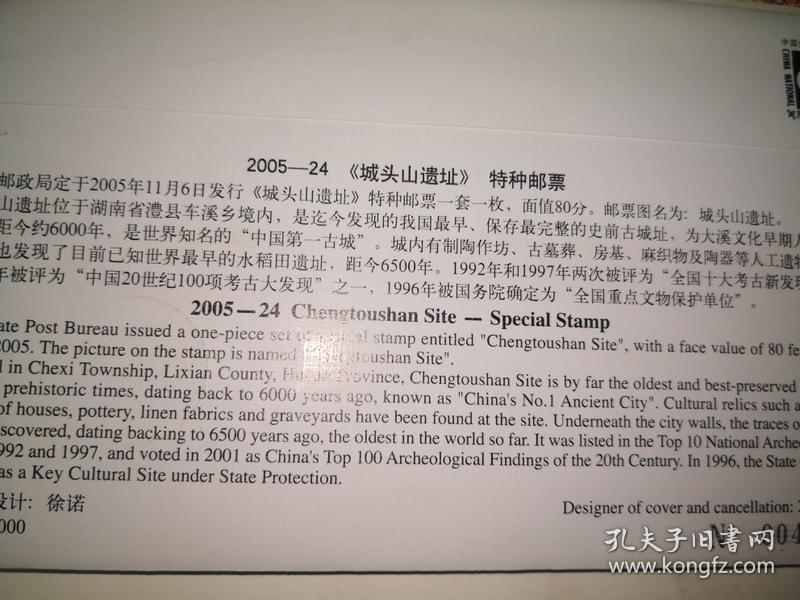 中国
CHINA NATIONAL
2005—24 《城头山遗址》 特种邮票
邮政局定于2005年11月6日发行《城头山遗址》特种邮票一套一枚，面值80分。邮票图名为：城头山遗址。
山遗址位于湖南省澧县车溪乡境内，是迄今发现的我国最早、保存最完整的史前古城址，为大溪文化早期
距今约6000年，是世界知名的“中国第一古城”。城内有制陶作坊、古墓葬、房基、麻织物及陶器等人工遗物
也发现了目前已知世界最早的水稻田遗址，距今6500年。1992年和1997年两次被评为“全国十大考古新发现
年被评为“中国20世纪100项考古大发现”之一，1996年被国务院确定为“全国重点文物保护单位”。
2005—24 Chengtoushan Site — Special Stamp
ate Post Bureau issued a one-piece set of special stamp entitled "Chengtoushan Site", with a face value of 80 fe
2005. The picture on the stamp is named "Chengtoushan Site".
d in Chexi Township, Lixian County, Hunan Province, Chengtoushan Site is by far the oldest and best-preserved
prehistoric times, dating back to 6000 years ago, known as "China's No.1 Ancient City". Cultural relics such a
of houses, pottery, linen fabrics and graveyards have been found at the site. Underneath the city walls, the traces o
iscovered, dating backing to 6500 years ago, the oldest in the world so far. It was listed in the Top 10 National Arche
992 and 1997, and voted in 2001 as China's Top 100 Archeological Findings of the 20th Century. In 1996, the State
as a Key Cultural Site under State Protection.
设计：徐诺
Designer of cover and cancellation:
000
№ 004
孔夫子旧书网
www.kongfz.com